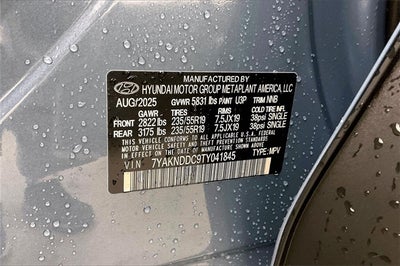 MANUFACTURED BY
HYUNDAI MOTOR GROUP METAPLANT AMERICA, LLC
AUG/2025 GVWR 5831 lbs PAINT U3P TRIM NNB
GAWR TIRES RIMS COLD TIRE INFL
FRONT 2822 lbs 235/55R19 7.5JX19 38psi SINGLE
REAR 3175 lbs 235/55R19 7.5JX19 38psi SINGLE
THIS VEHICLE CONFORMS TO ALL APPLICABLE U.S. FEDERAL
MOTOR VEHICLE SAFETY AND THEFT PREVENTION
STANDARDS IN EFFECT ON THE DATE OF
MANUFACTURE SHOWN ABOVE. TYPE: MPV
VIN 7YAKNDDC9TY041845